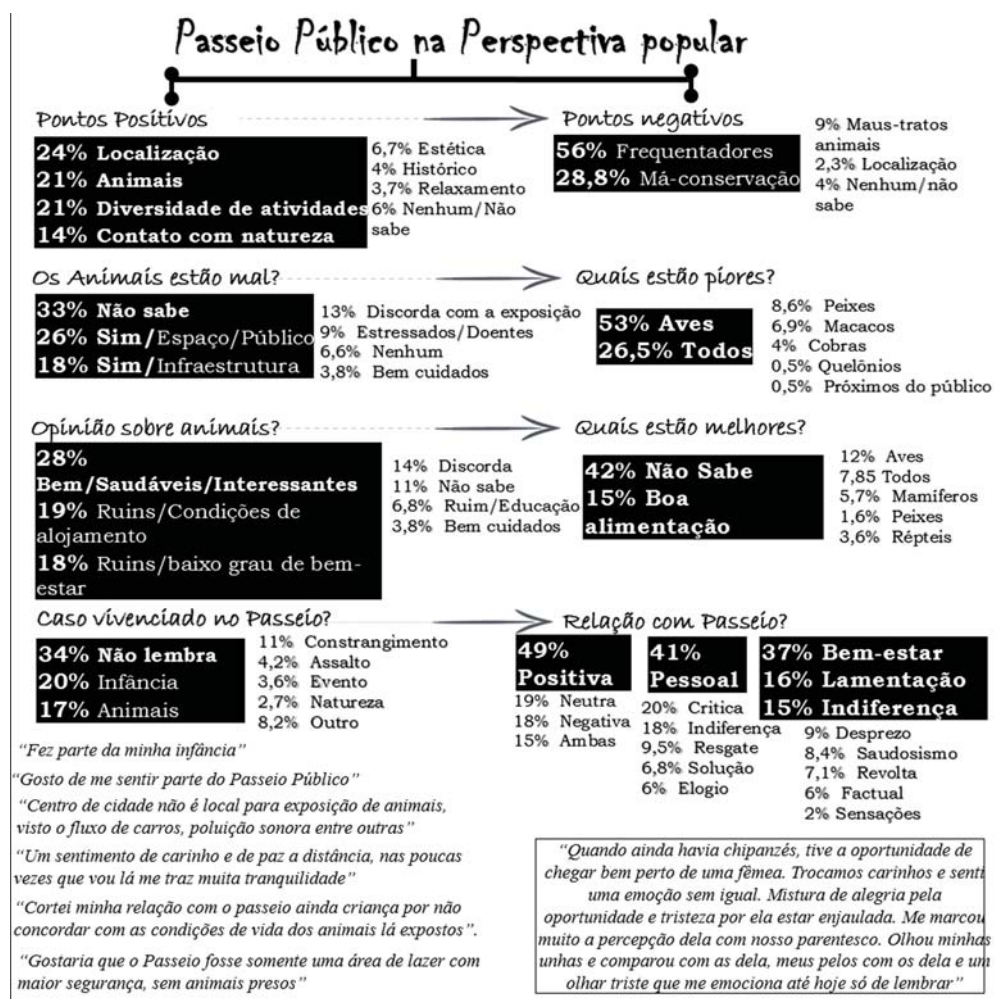 Passeio Público na Perspectiva popular
Pontos Positivos
24% Localização
21% Animais
21% Diversidade de atividades
14% Contato com natureza
6,7% Estética
4% Histórico
3,7% Relaxamento
6% Nenhum/Não
sabe
Pontos negativos
56% Frequentadores
28,8% Má-conservação
9% Maus-tratos
animais
2,3% Localização
4% Nenhum/não
sabe
Os Animais estão mal?
33% Não sabe
26% Sim/Espaço/Público
18% Sim/Infraestrutura
13% Discorda com a exposição
9% Estressados/Doentes
6,6% Nenhum
3,8% Bem cuidados
Quais estão piores?
53% Aves
26,5% Todos
8,6% Peixes
6,9% Macacos
4% Cobras
0,5% Quelônios
0,5% Próximos do público
Opinião sobre animais?
28%
Bem/Saudáveis/Interessantes
19% Ruins/Condições de
alojamento
18% Ruins/baixo grau de bem-
estar
14% Discorda
11% Não sabe
6,8% Ruim/Educação
3,8% Bem cuidados
Quais estão melhores?
42% Não Sabe
15% Boa
alimentação
12% Aves
7,85 Todos
5,7% Mamíferos
1,6% Peixes
3,6% Répteis
Caso vivenciado no Passeio?
34% Não lembra
20% Infância
17% Animais
11% Constrangimento
4,2% Assalto
3,6% Evento
2,7% Natureza
8,2% Outro
Relação com Passeio?
49%
Positiva
19% Neutra
18% Negativa
15% Ambas
41%
Pessoal
20% Critica
18% Indiferença
9,5% Resgate
6,8% Solução
6% Elogio
37% Bem-estar
16% Lamentação
15% Indiferença
9% Desprezo
8,4% Saudosismo
7,1% Revolta
6% Factual
2% Sensações
"Fez parte da minha infância"
"Gosto de me sentir parte do Passeio Público"
"Centro de cidade não é local para exposição de animais,
visto o fluxo de carros, poluição sonora entre outras"
"Um sentimento de carinho e de paz a distância, nas poucas
vezes que vou lá me traz muita tranquilidade"
"Cortei minha relação com o passeio ainda criança por não
concordar com as condições de vida dos animais lá expostos".
"Gostaria que o Passeio fosse somente uma área de lazer com
maior segurança, sem animais presos"
"Quando ainda havia chipanzés, tive a oportunidade de
chegar bem perto de uma fêmea. Trocamos carinhos e senti
uma emoção sem igual. Mistura de alegria pela
oportunidade e tristeza por ela estar enjaulada. Me marcou
muito a percepção dela com nosso parentesco. Olhou minhas
unhas e comparou com as dela, meus pelos com os dela e um
olhar triste que me emociona até hoje só de lembrar"